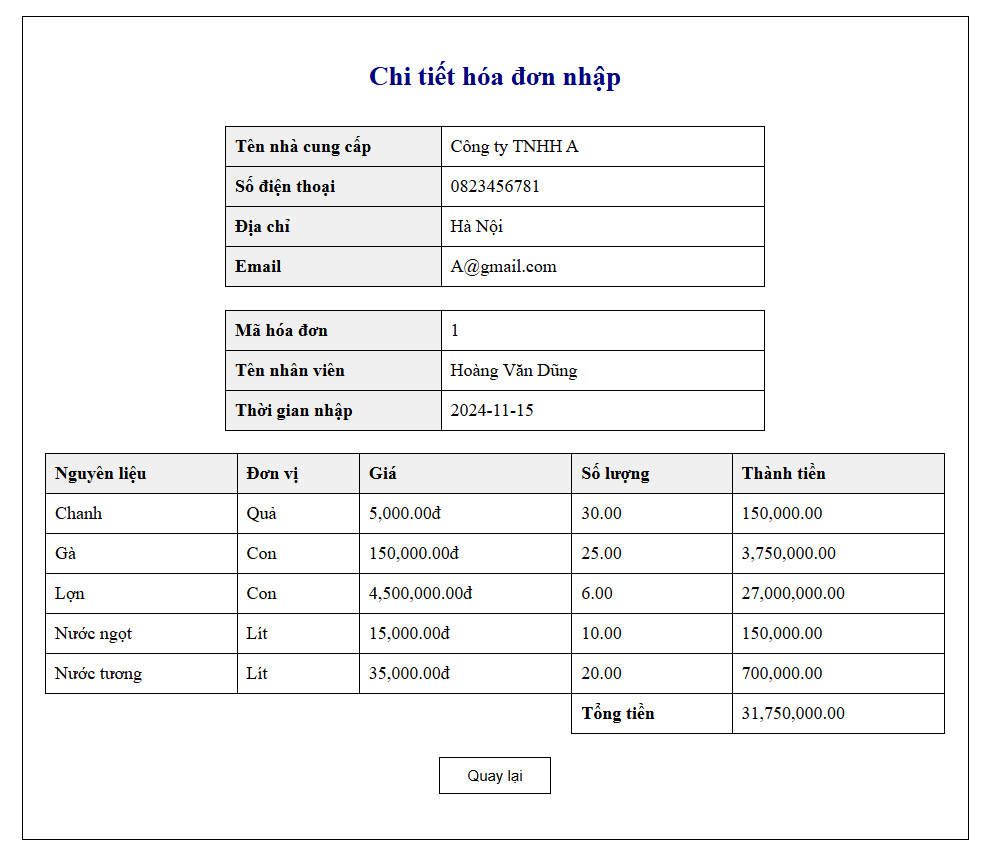 Chi tiết hóa đơn nhập
Tên nhà cung cấp Công ty TNHH A
Số điện thoại 0823456781
Địa chỉ Hà Nội
Email A@gmail.com
Mã hóa đơn 1
Tên nhân viên Hoàng Văn Dũng
Thời gian nhập 2024-11-15
Nguyên liệu Đơn vị Giá Số lượng Thành tiền
Chanh Quả 5,000.00đ 30.00 150,000.00
Gà Con 150,000.00đ 25.00 3,750,000.00
Lợn Con 4,500,000.00đ 6.00 27,000,000.00
Nước ngọt Lít 15,000.00đ 10.00 150,000.00
Nước tương Lít 35,000.00đ 20.00 700,000.00
Tổng tiền 31,750,000.00
Quay lại